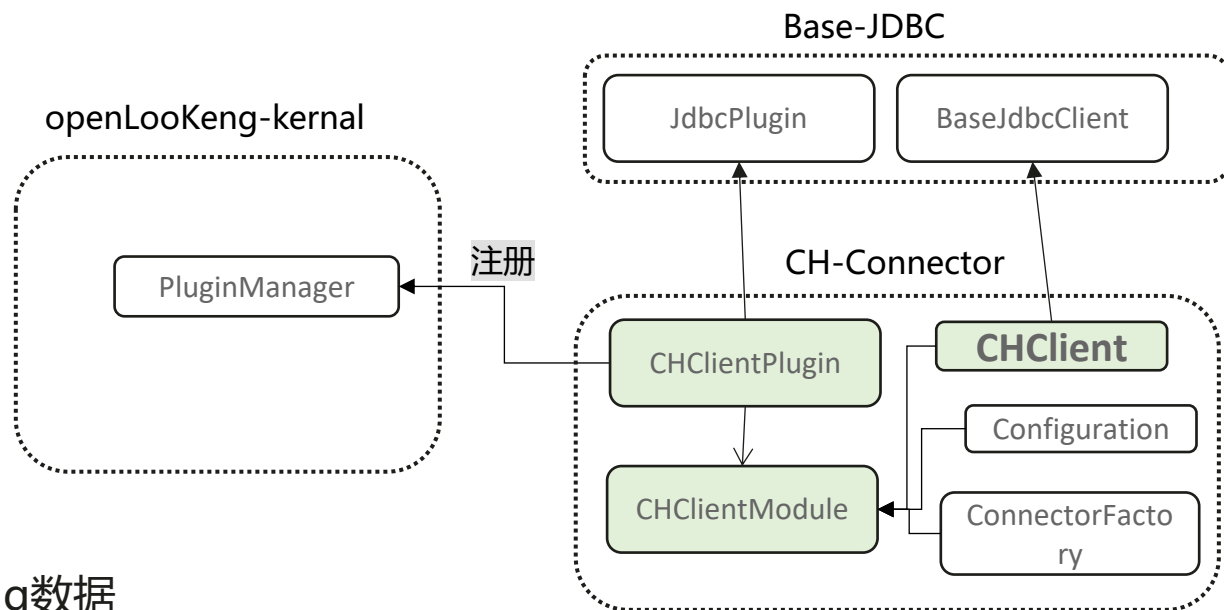 Base-JDBC
JdbcPlugin
BaseJdbcClient
openLooKeng-kernal
PluginManager
注册
CH-Connector
CHClientPlugin
CHClient
Configuration
CHClientModule
ConnectorFacto
ry
g数据